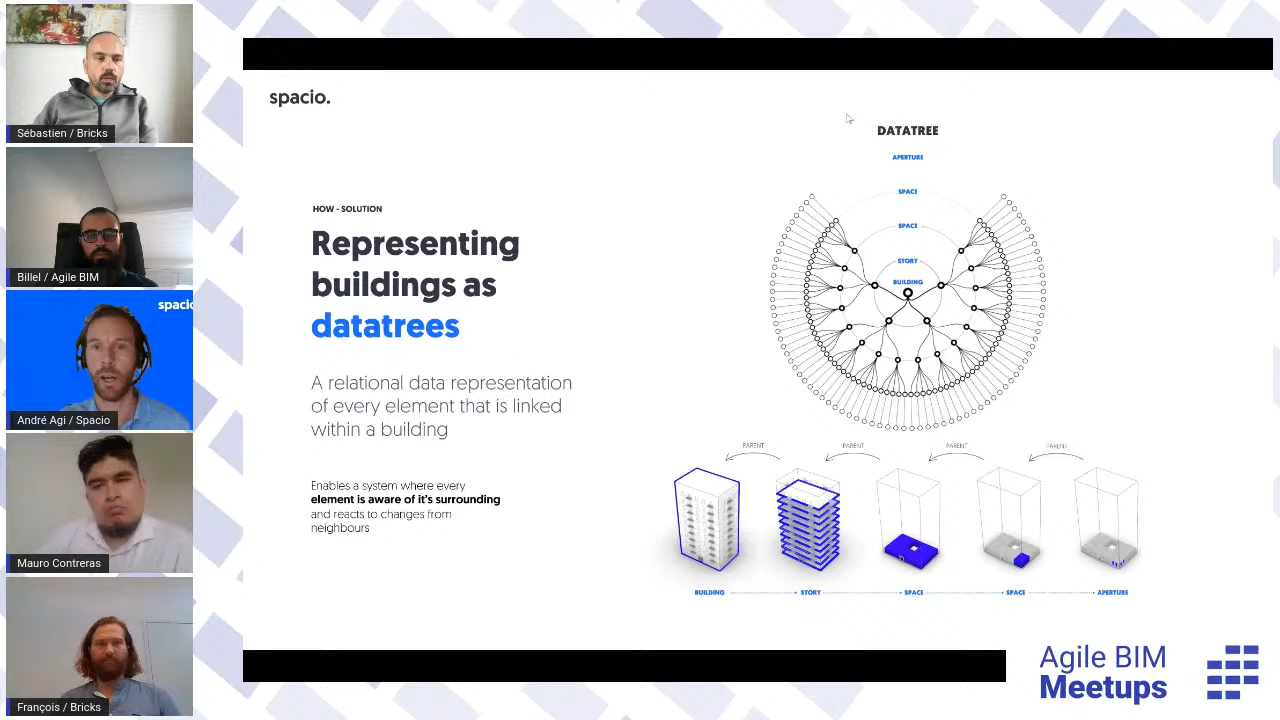 Sébastien / Bricks
Billel / Agile BIM
spacio
André Agi / Spacio
Mauro Contreras
François / Bricks
spacio.
HOW - SOLUTION
Representing
buildings as
datatrees
A relational data representation
of every element that is linked
within a building
Enables a system where every
element is aware of it's surrounding
and reacts to changes from
neighbours
DATATREE
APERTURE
SPACE
SPACE
STORY
BUILDING
PARENT
PARENT
PARENT
PARENT
BUILDING
STORY
SPACE
SPACE
APERTURE
Agile BIM
Meetups